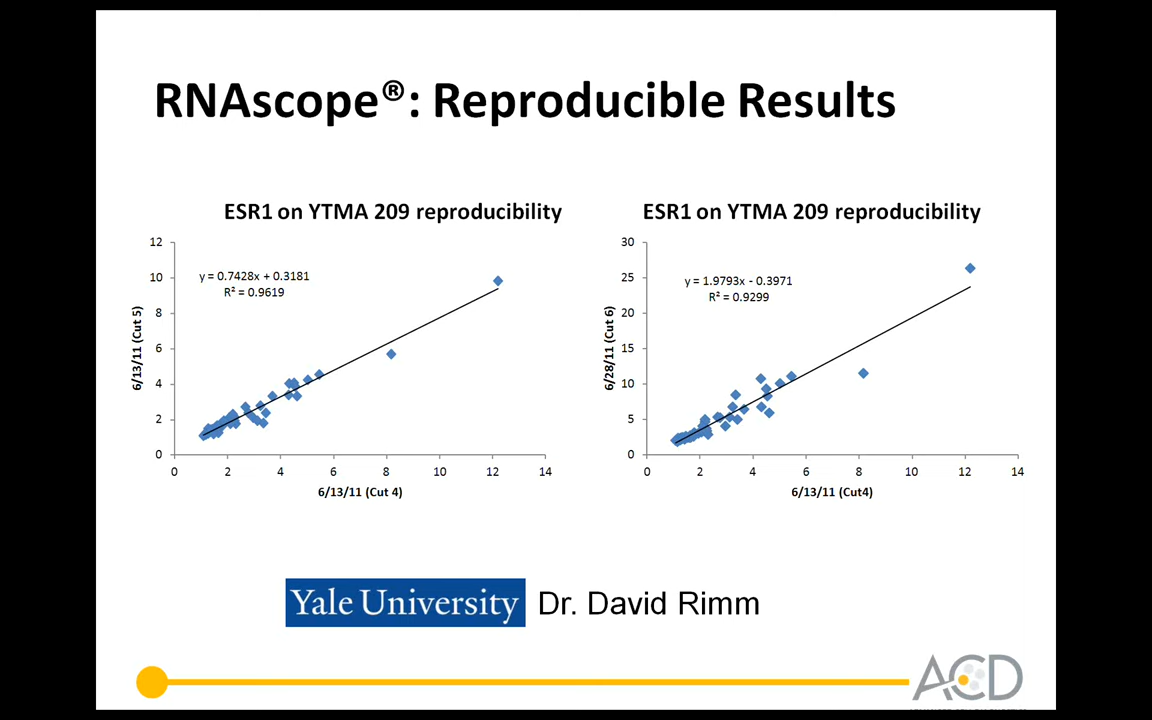 RNAscope®: Reproducible Results
ESR1 on YTMA 209 reproducibility
12
10
8
6
4
2
0
y = 0.7428x + 0.3181
R² = 0.9619
6/13/11 (Cut 5)
0 2 4 6 8 10 12 14
6/13/11 (Cut 4)
ESR1 on YTMA 209 reproducibility
30
25
20
15
10
5
0
y = 1.9793x - 0.3971
R² = 0.9299
6/28/11 (Cut 6)
0 2 4 6 8 10 12 14
6/13/11 (Cut4)
Yale University Dr. David Rimm
ACD